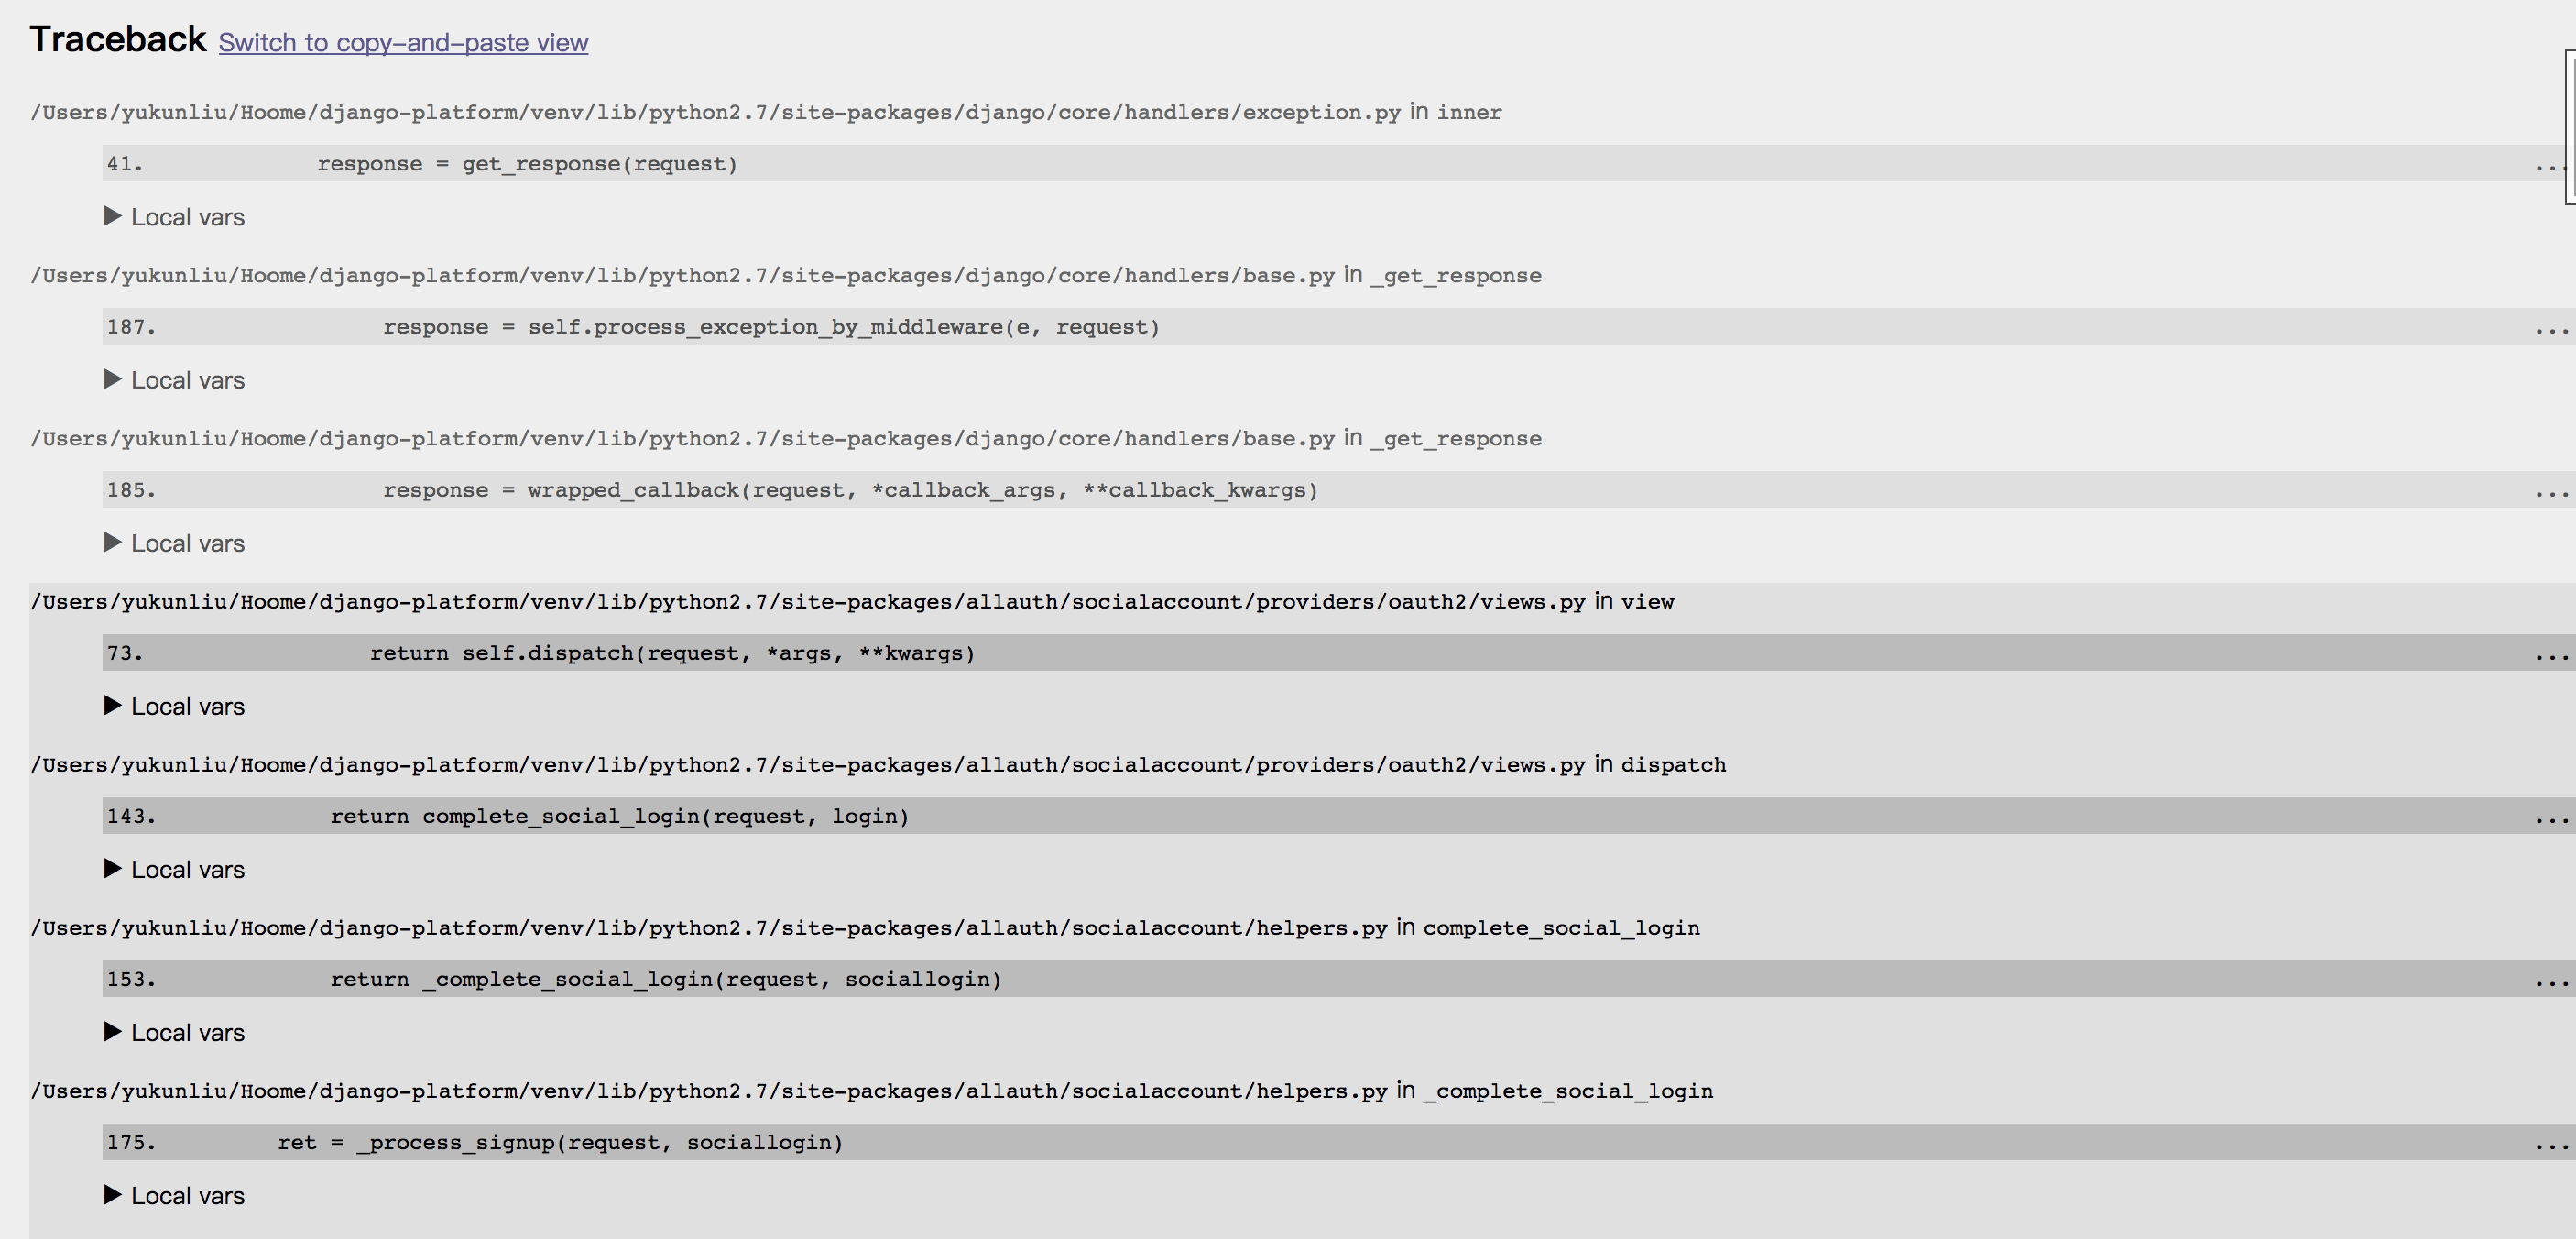 Traceback Switch to copy-and-paste view
/Users/yukunliu/Hoome/django-platform/venv/lib/python2.7/site-packages/django/core/handlers/exception.py in inner
41. response = get_response(request) ...
▶ Local vars
/Users/yukunliu/Hoome/django-platform/venv/lib/python2.7/site-packages/django/core/handlers/base.py in _get_response
187. response = self.process_exception_by_middleware(e, request) ...
▶ Local vars
/Users/yukunliu/Hoome/django-platform/venv/lib/python2.7/site-packages/django/core/handlers/base.py in _get_response
185. response = wrapped_callback(request, *callback_args, **callback_kwargs) ...
▶ Local vars
/Users/yukunliu/Hoome/django-platform/venv/lib/python2.7/site-packages/allauth/socialaccount/providers/oauth2/views.py in view
73. return self.dispatch(request, *args, **kwargs) ...
▶ Local vars
/Users/yukunliu/Hoome/django-platform/venv/lib/python2.7/site-packages/allauth/socialaccount/providers/oauth2/views.py in dispatch
143. return complete_social_login(request, login) ...
▶ Local vars
/Users/yukunliu/Hoome/django-platform/venv/lib/python2.7/site-packages/allauth/socialaccount/helpers.py in complete_social_login
153. return _complete_social_login(request, sociallogin) ...
▶ Local vars
/Users/yukunliu/Hoome/django-platform/venv/lib/python2.7/site-packages/allauth/socialaccount/helpers.py in _complete_social_login
175. ret = _process_signup(request, sociallogin) ...
▶ Local vars